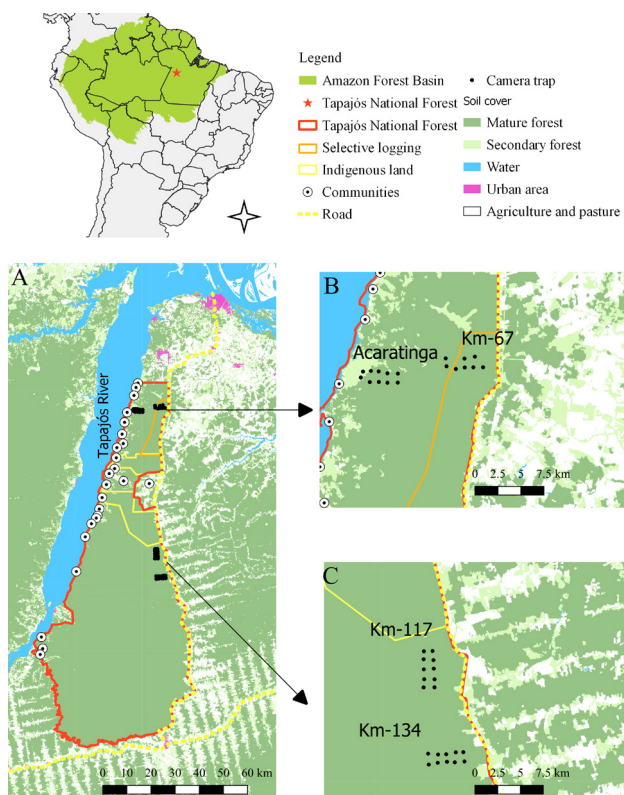 Legend
Amazon Forest Basin
Tapajós National Forest
Tapajós National Forest
Selective logging
Indigenous land
Communities
Road
Camera trap
Soil cover
Mature forest
Secondary forest
Water
Urban area
Agriculture and pasture
A
Tapajós River
0 10 20 30 40 50 60 km
B
Km-67
Acaratinga
0 2.5 5 7.5 km
C
Km-117
Km-134
0 2.5 5 7.5 km